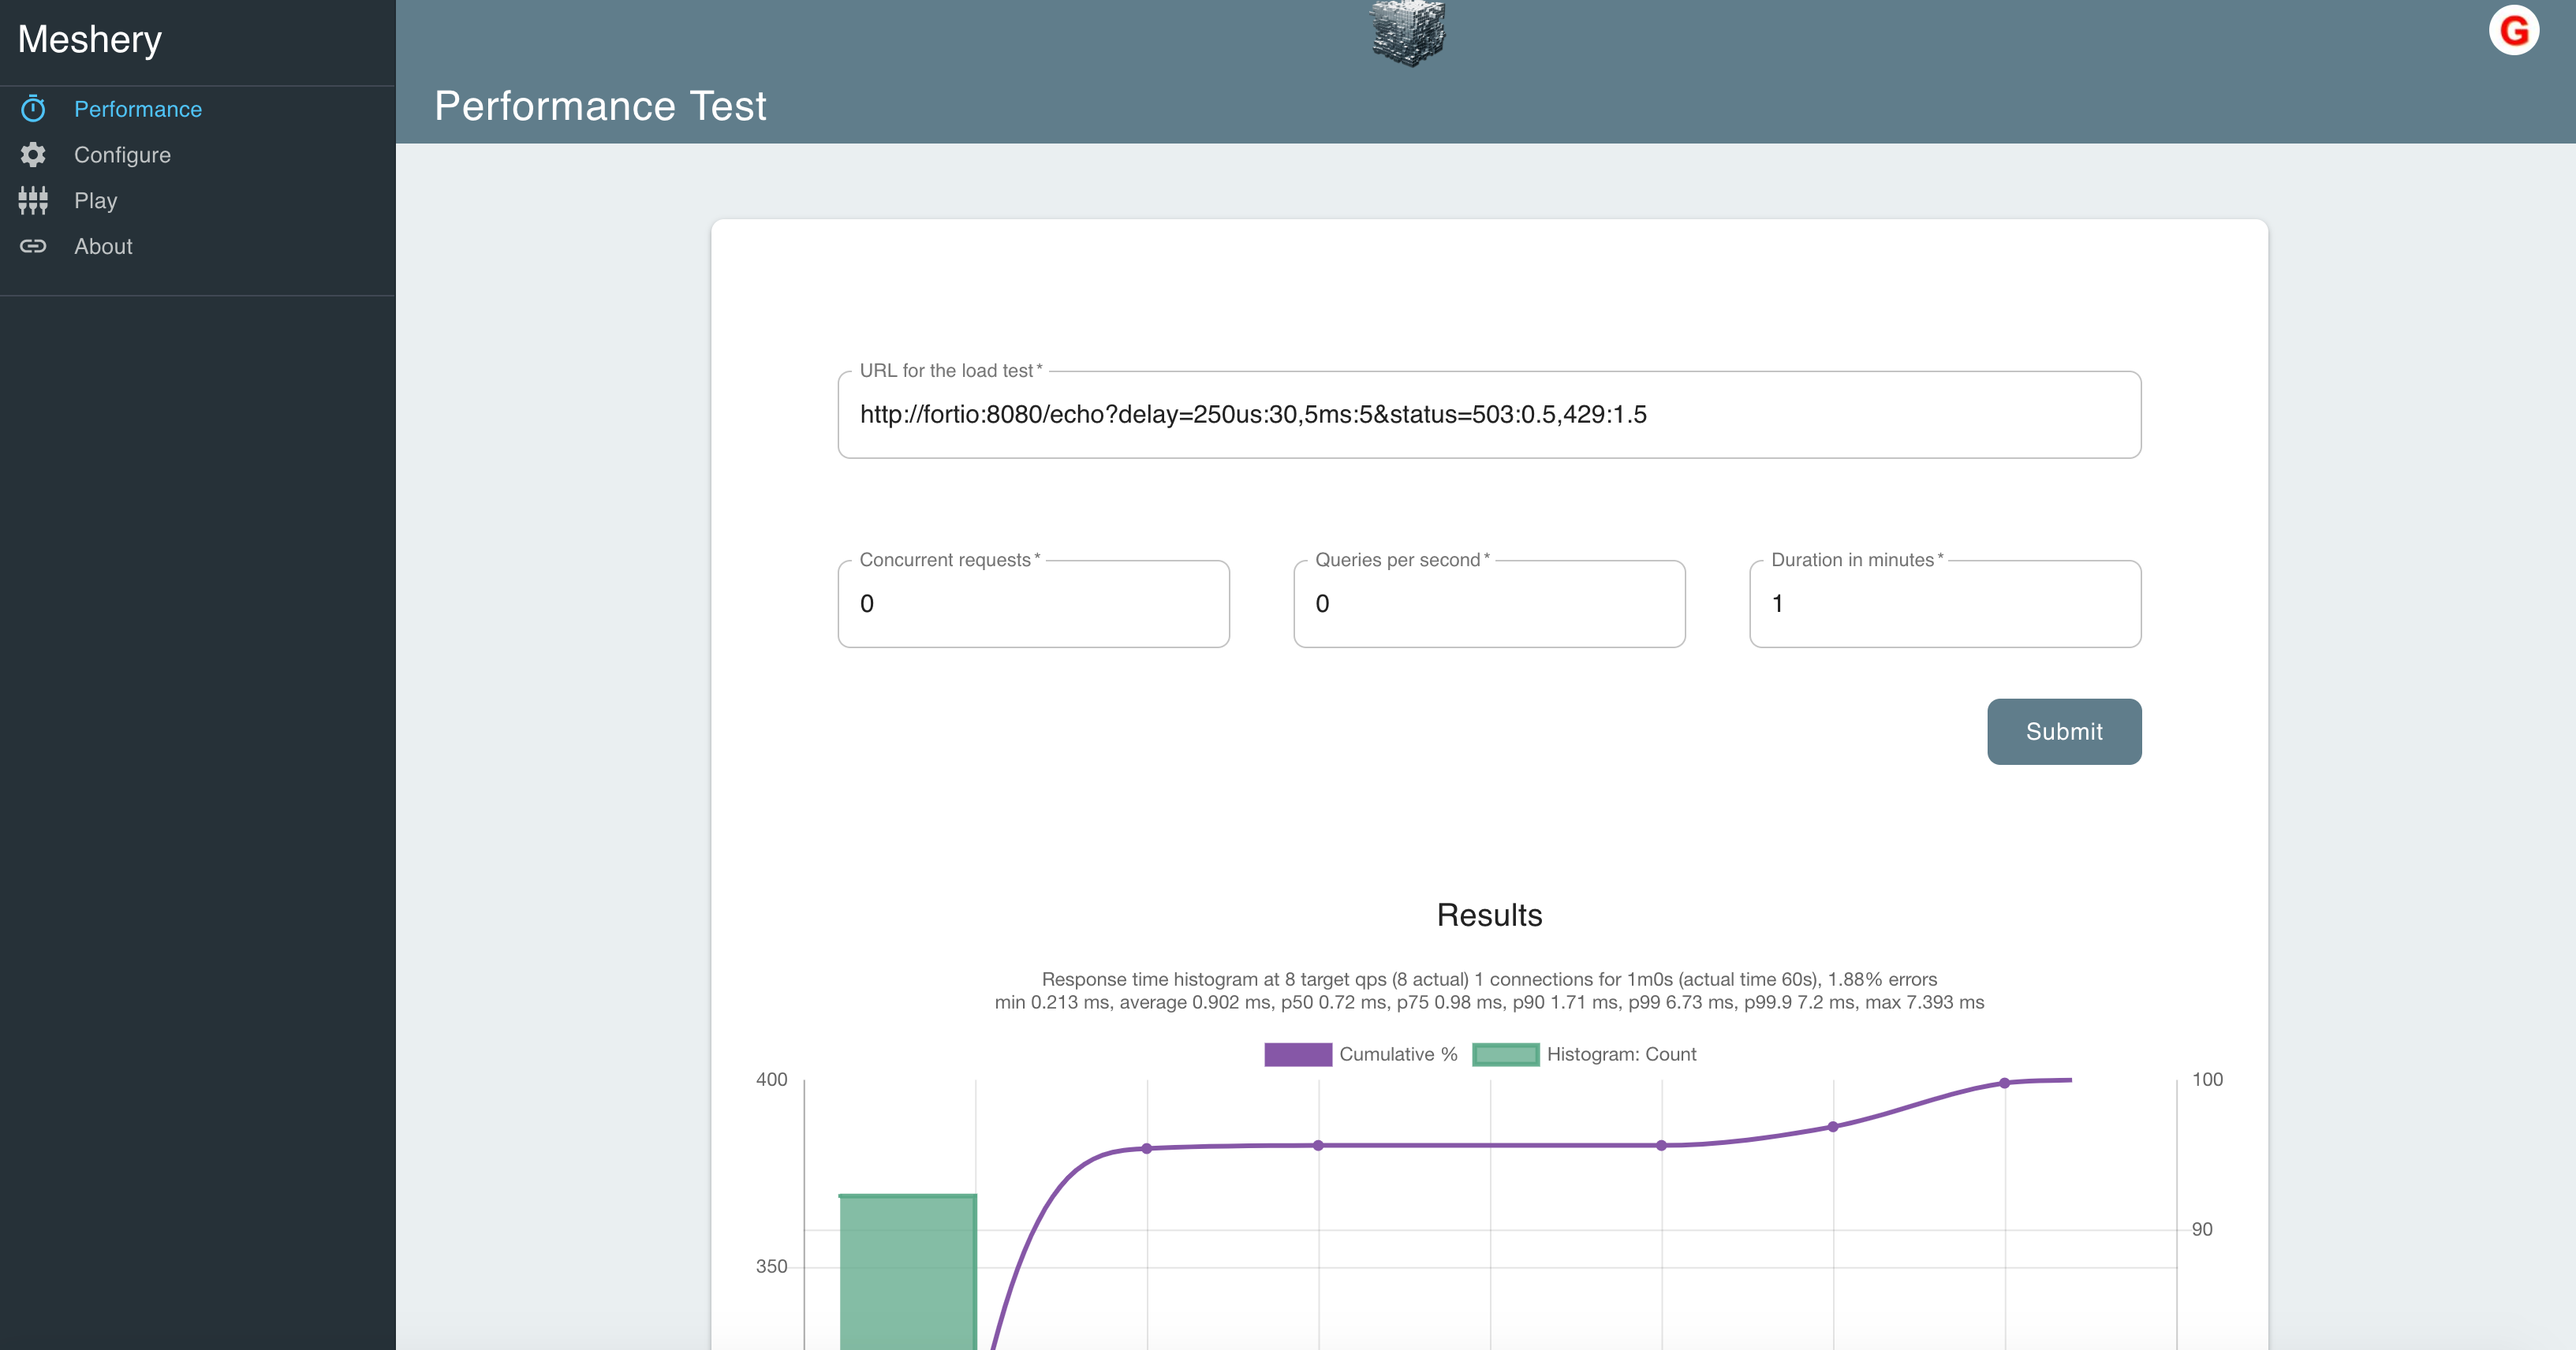 Meshery
Performance
Configure
Play
About
G
Performance Test
URL for the load test *
http://fortio:8080/echo?delay=250us:30,5ms:5&status=503:0.5,429:1.5
Concurrent requests *
0
Queries per second *
0
Duration in minutes *
1
Submit
Results
Response time histogram at 8 target qps (8 actual) 1 connections for 1m0s (actual time 60s), 1.88% errors
min 0.213 ms, average 0.902 ms, p50 0.72 ms, p75 0.98 ms, p90 1.71 ms, p99 6.73 ms, p99.9 7.2 ms, max 7.393 ms
Cumulative % Histogram: Count
400
100
90
350